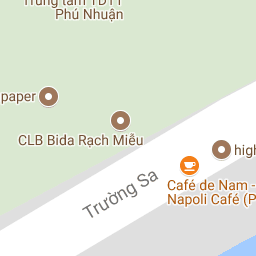 Trung tâm TDTT
Phú Nhuận
paper
CLB Bida Rạch Miễu
high
Trường Sa
Café de Nam -
Napoli Café (P